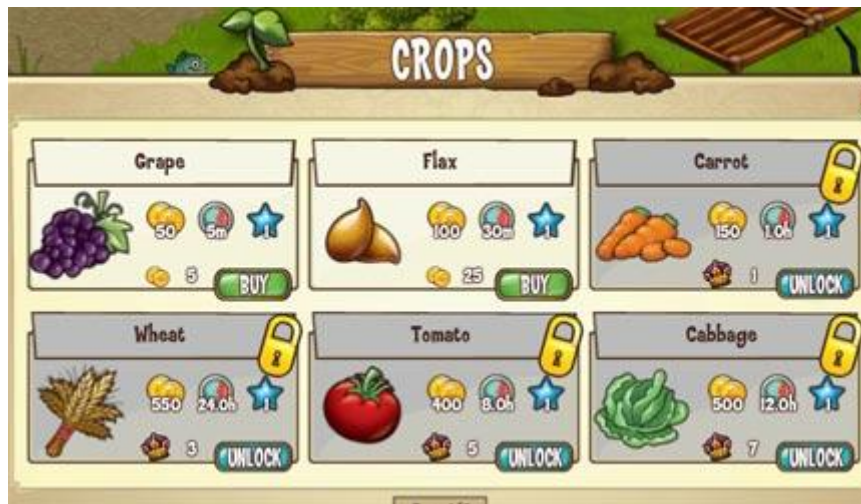 CROPS
Grape
50 5m 1
5 BUY
Flax
100 30m 1
25 BUY
Carrot
150 1.0h 1
1 UNLOCK
Wheat
550 24.0h 1
3 UNLOCK
Tomato
400 8.0h 1
5 UNLOCK
Cabbage
500 12.0h 1
7 UNLOCK